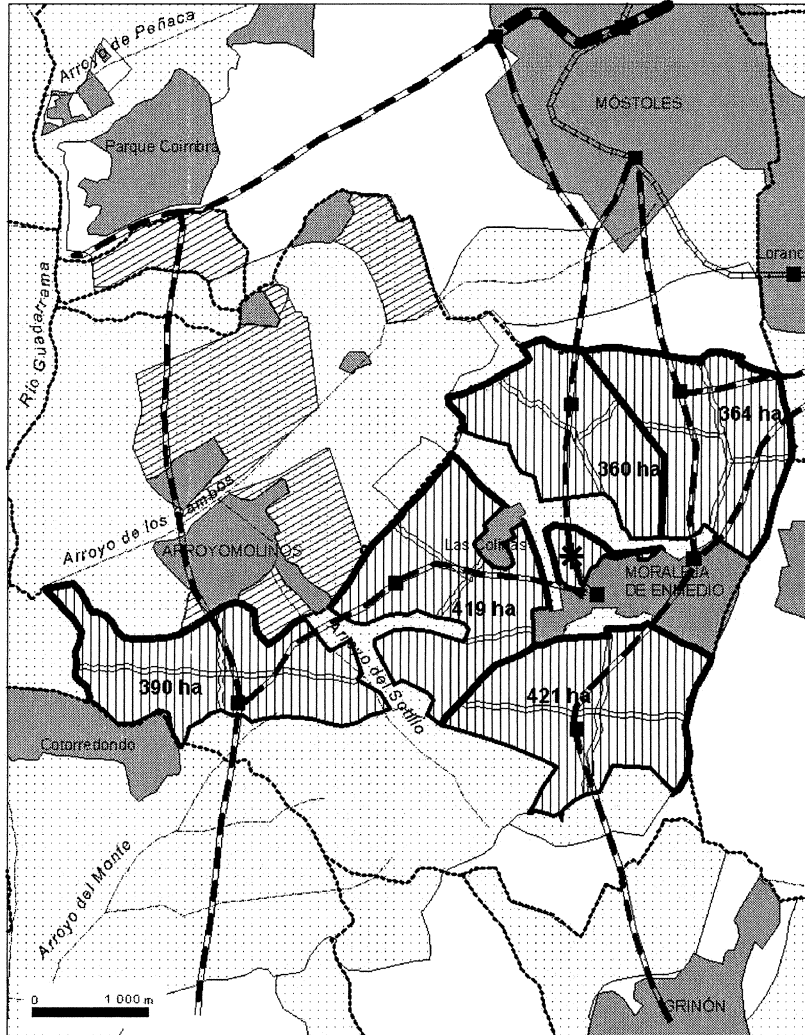 Arroyo de Peñaca
MÓSTOLES
Parque Coimbra
Loranc
Río Guadarrama
364 ha
360 ha
Arroyo de los Combos
ARROYOMOLINOS
Las Colinas
MORALEJA
DE ENMEDIO
419 ha
Arroyo del Sotillo
390 ha
421 ha
Cotorredondo
Arroyo del Monte
0 1 000 m
GRIÑÓN